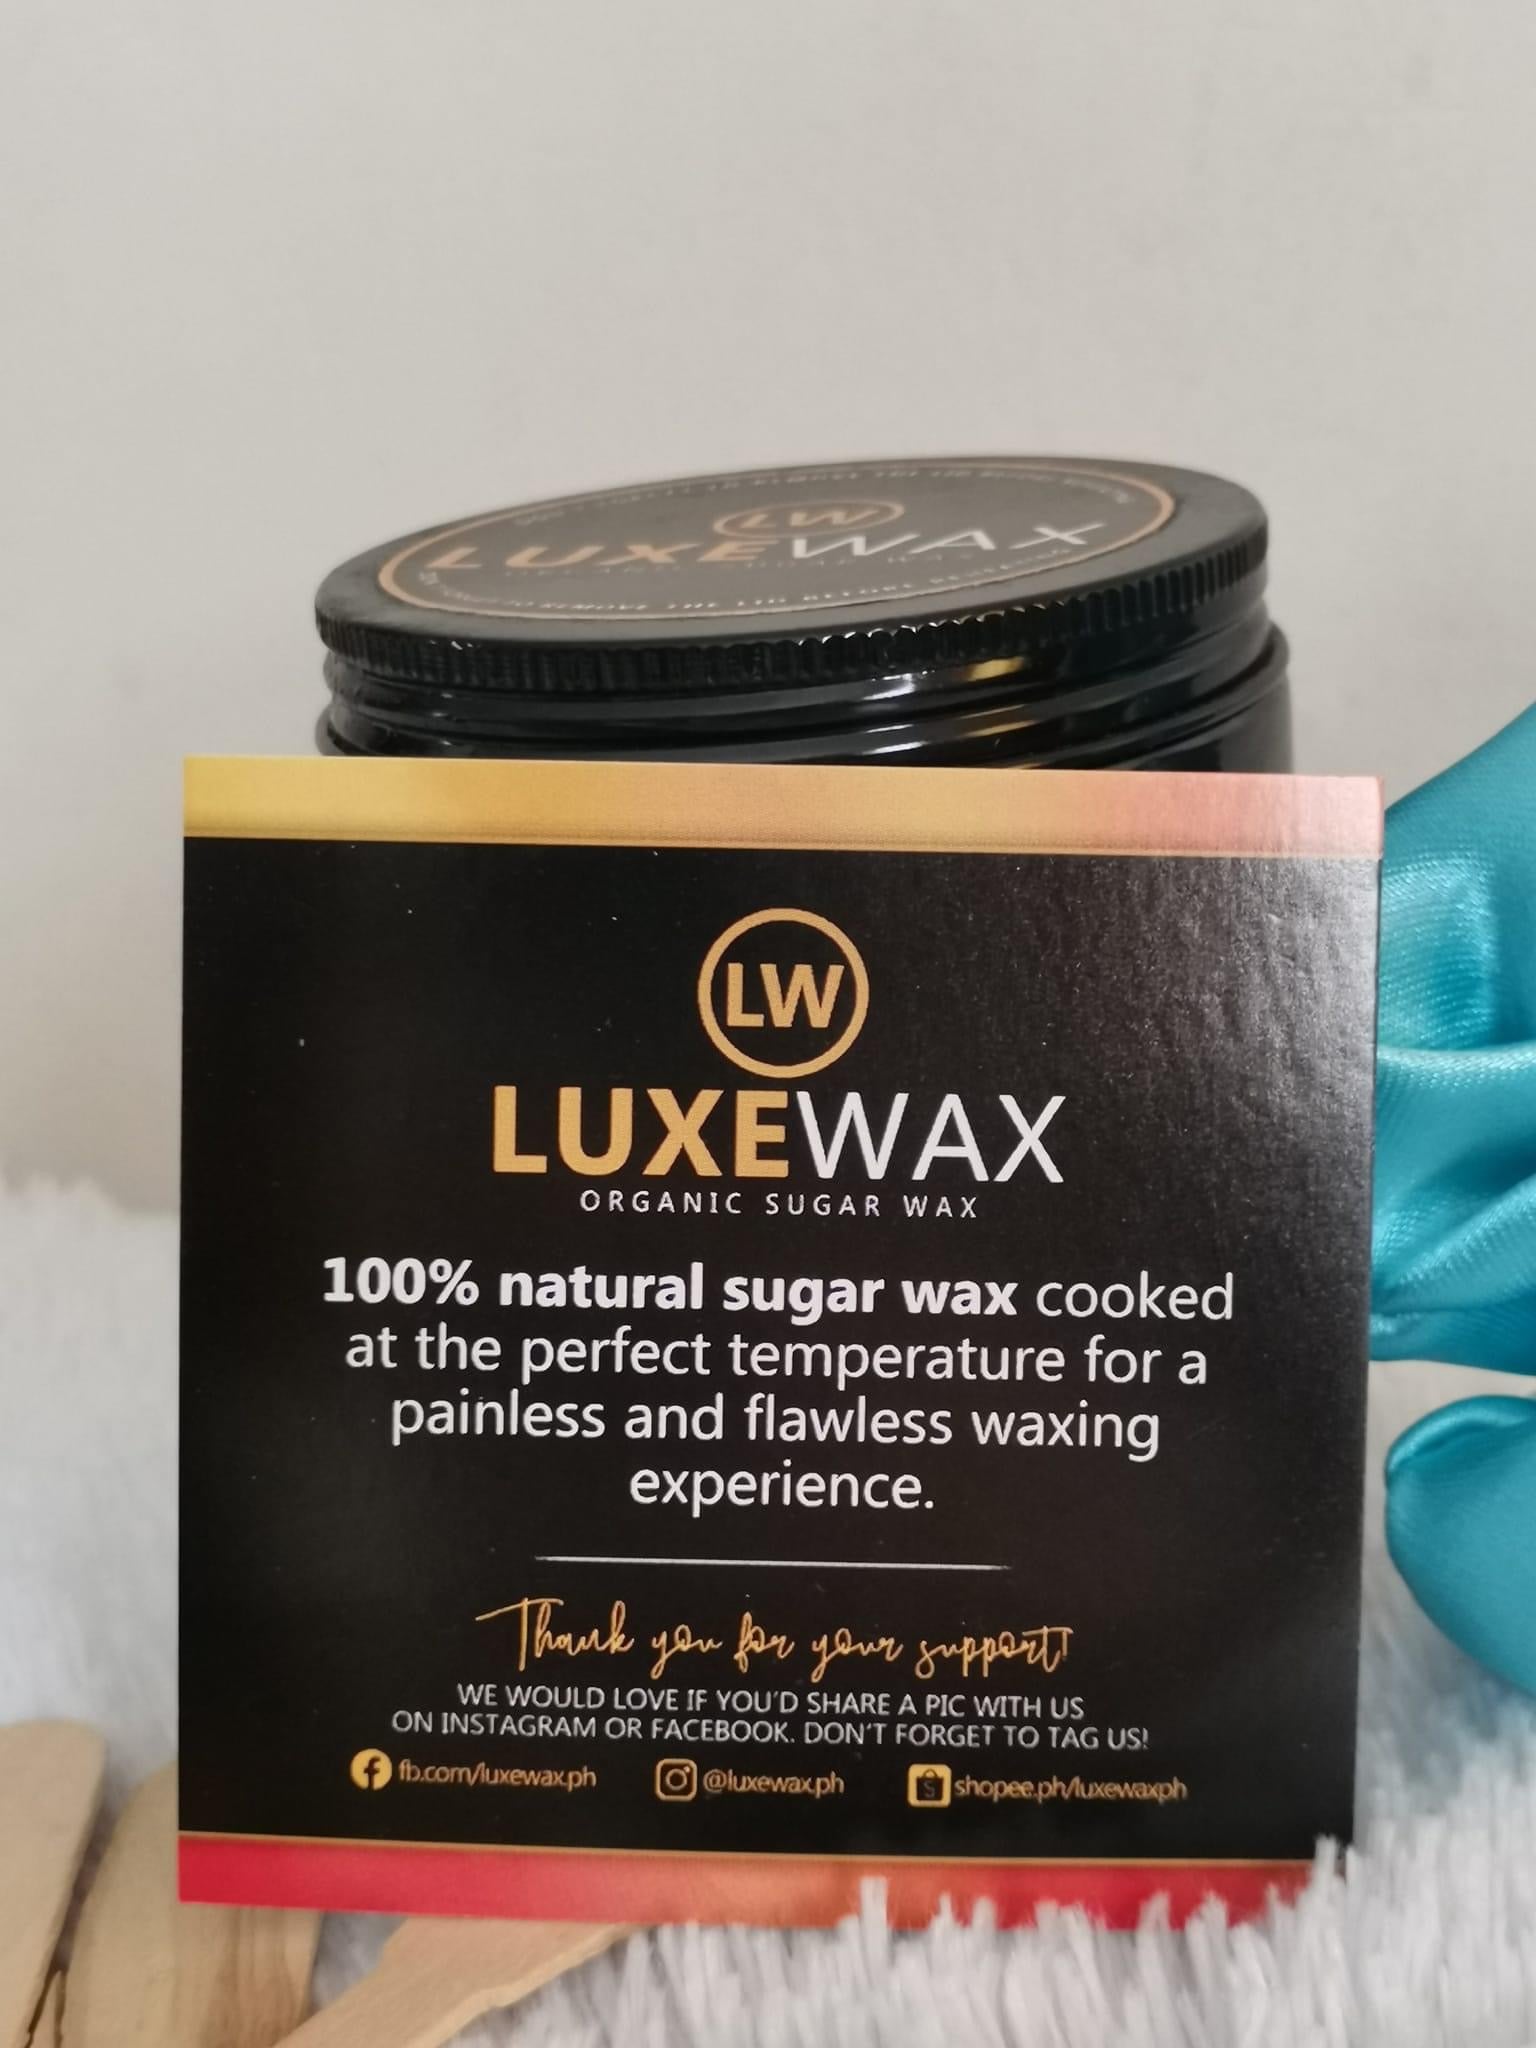 LW
LUXEWAX
LW
LUXEWAX
ORGANIC SUGAR WAX
100% natural sugar wax cooked
at the perfect temperature for a
painless and flawless waxing
experience.
Thank you for your support!
WE WOULD LOVE IF YOU'D SHARE A PIC WITH US
ON INSTAGRAM OR FACEBOOK. DON'T FORGET TO TAG US!
fb.com/luxewax.ph @luxewax.ph shopee.ph/luxewaxph